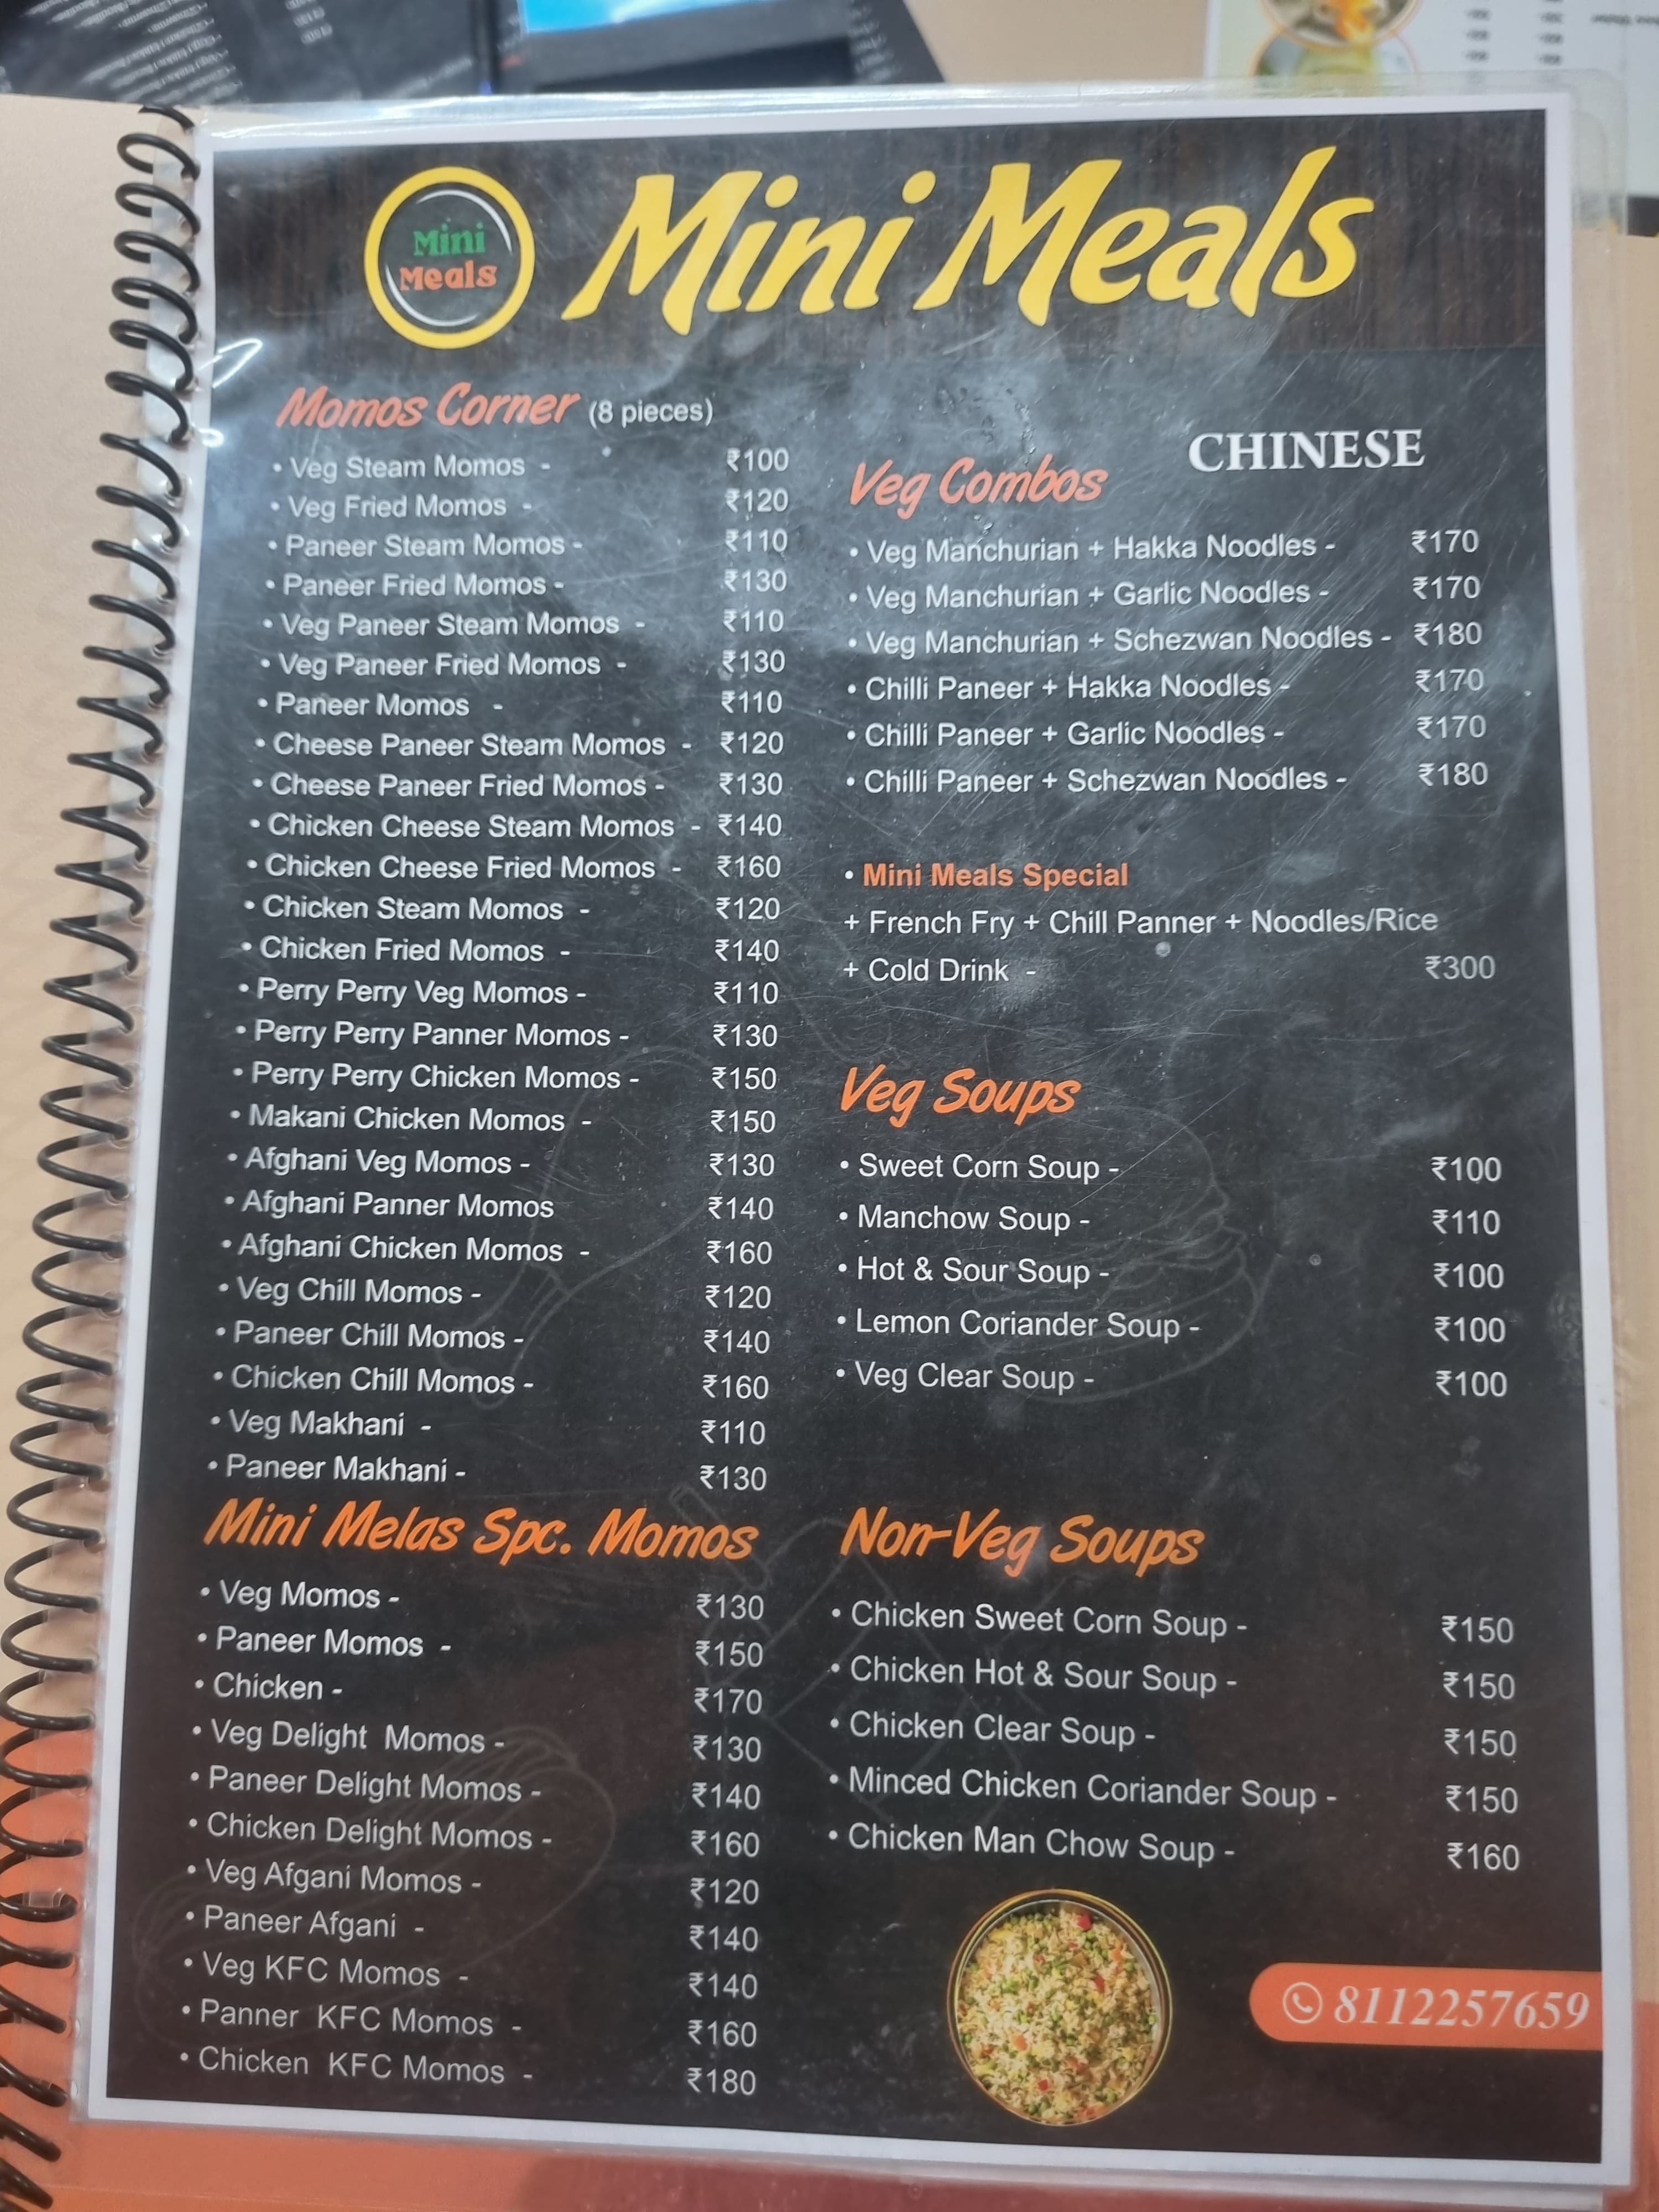 Mini
Meals
Mini Meals
Momos Corner (8 pieces)
• Veg Steam Momos - ₹100
• Veg Fried Momos - ₹120
• Paneer Steam Momos - ₹110
• Paneer Fried Momos - ₹130
• Veg Paneer Steam Momos - ₹110
• Veg Paneer Fried Momos - ₹130
• Paneer Momos - ₹110
• Cheese Paneer Steam Momos - ₹120
• Cheese Paneer Fried Momos - ₹130
• Chicken Cheese Steam Momos - ₹140
• Chicken Cheese Fried Momos - ₹160
• Chicken Steam Momos - ₹120
• Chicken Fried Momos - ₹140
• Perry Perry Veg Momos - ₹110
• Perry Perry Panner Momos - ₹130
• Perry Perry Chicken Momos - ₹150
• Makani Chicken Momos - ₹150
• Afghani Veg Momos - ₹130
• Afghani Panner Momos ₹140
• Afghani Chicken Momos - ₹160
• Veg Chill Momos - ₹120
• Paneer Chill Momos - ₹140
• Chicken Chill Momos - ₹160
• Veg Makhani - ₹110
• Paneer Makhani - ₹130
Mini Melas Spc. Momos
• Veg Momos - ₹130
• Paneer Momos - ₹150
• Chicken - ₹170
• Veg Delight Momos - ₹130
• Paneer Delight Momos - ₹140
• Chicken Delight Momos - ₹160
• Veg Afgani Momos - ₹120
• Paneer Afgani - ₹140
• Veg KFC Momos - ₹140
• Panner KFC Momos - ₹160
• Chicken KFC Momos - ₹180
CHINESE
Veg Combos
• Veg Manchurian + Hakka Noodles - ₹170
• Veg Manchurian + Garlic Noodles - ₹170
• Veg Manchurian + Schezwan Noodles - ₹180
• Chilli Paneer + Hakka Noodles - ₹170
• Chilli Paneer + Garlic Noodles - ₹170
• Chilli Paneer + Schezwan Noodles - ₹180
• Mini Meals Special
+ French Fry + Chill Panner + Noodles/Rice
+ Cold Drink - ₹300
Veg Soups
• Sweet Corn Soup - ₹100
• Manchow Soup - ₹110
• Hot & Sour Soup - ₹100
• Lemon Coriander Soup - ₹100
• Veg Clear Soup - ₹100
Non-Veg Soups
• Chicken Sweet Corn Soup - ₹150
• Chicken Hot & Sour Soup - ₹150
• Chicken Clear Soup - ₹150
• Minced Chicken Coriander Soup - ₹150
• Chicken Man Chow Soup - ₹160
8112257659